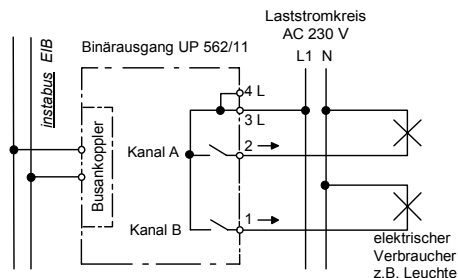 Laststromkreis
AC 230 V
L1 N
Binärausgang UP 562/11
instabus EIB
Busankoppler
4 L
3 L
Kanal A
2
Kanal B
1
elektrischer
Verbraucher
z.B. Leuchte